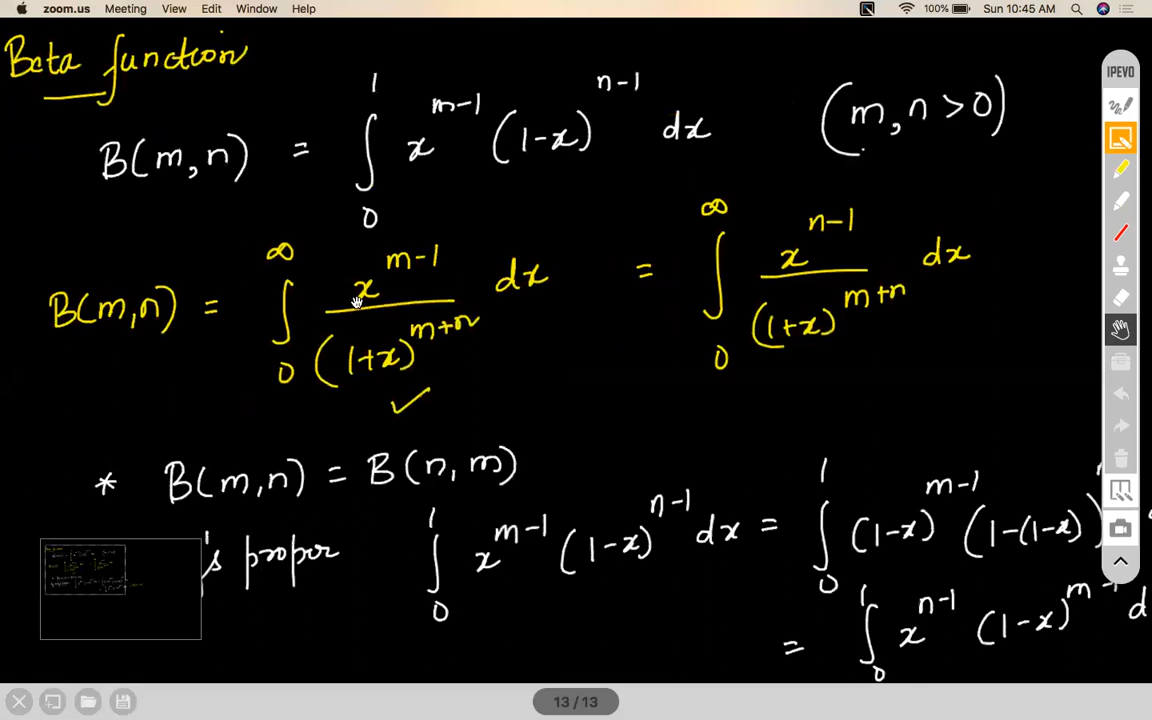 zoom.us Meeting View Edit Window Help 100% Sun 10:45 AM
IPEVO
Beta function
B(m,n) = ∫₀¹ x^{m-1} (1-x)^{n-1} dx (m,n > 0)
B(m,n) = ∫₀^∞ x^{m-1} / (1+x)^{m+n} dx = ∫₀^∞ x^{n-1} / (1+x)^{m+n} dx
* B(m,n) = B(n,m)
's proper ∫₀¹ x^{m-1} (1-x)^{n-1} dx = ∫₀¹ (1-x)^{m-1} (1-(1-x))
= ∫₀¹ x^{n-1} (1-x)^{m-1} d
13 / 13